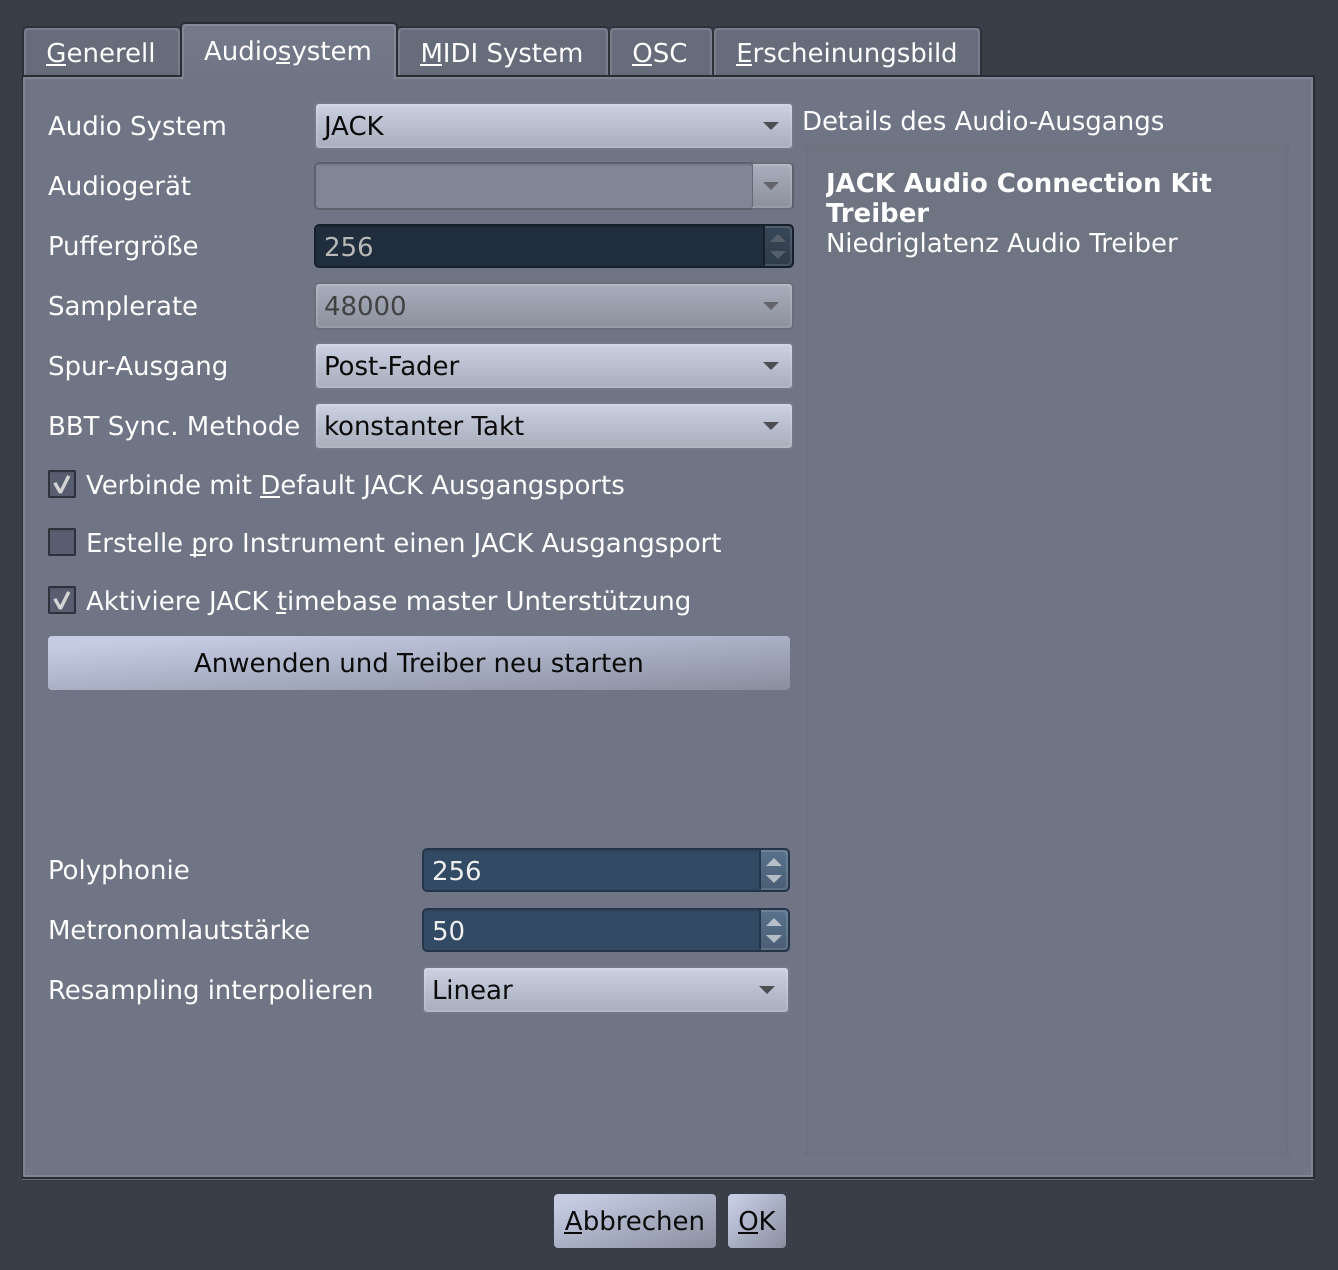 Generell Audiosystem MIDI System OSC Erscheinungsbild
Audio System JACK
Audiogerät
Puffergröße 256
Samplerate 48000
Spur-Ausgang Post-Fader
BBT Sync. Methode konstanter Takt
Verbinde mit Default JACK Ausgangsports
Erstelle pro Instrument einen JACK Ausgangsport
Aktiviere JACK timebase master Unterstützung
Anwenden und Treiber neu starten
Polyphonie 256
Metronomlautstärke 50
Resampling interpolieren Linear
Details des Audio-Ausgangs
JACK Audio Connection Kit
Treiber
Niedriglatenz Audio Treiber
Abbrechen OK